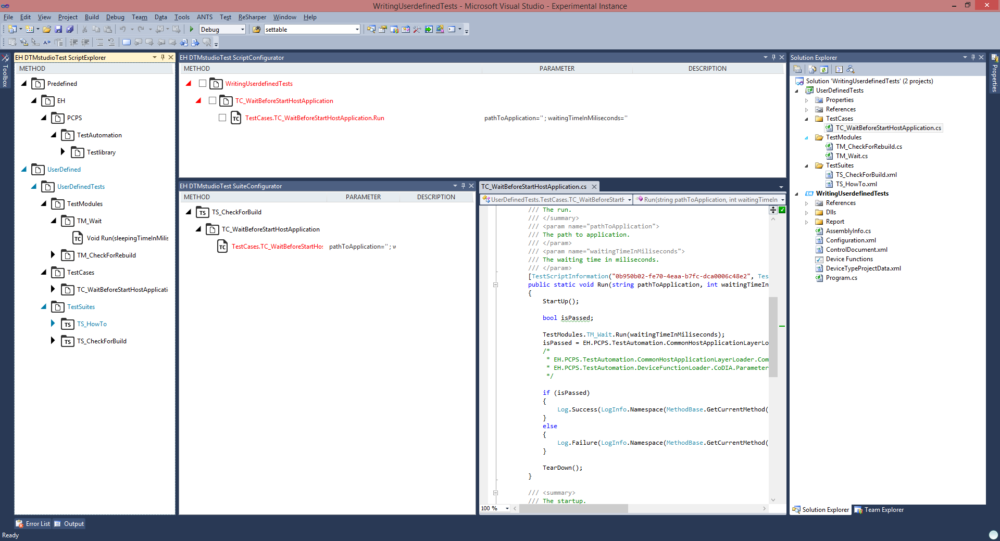 WritingUserdefinedTests - Microsoft Visual Studio - Experimental Instance
File Edit View Project Build Debug Team Data Tools ANTS Test ReSharper Window Help
Debug
settable
Toolbox
EH DTMstudioTest ScriptExplorer
METHOD
Predefined
EH
PCPS
TestAutomation
Testlibrary
UserDefined
UserDefinedTests
TestModules
TM_Wait
TC Void Run(sleepingTimeInMilis
TM_CheckForRebuild
TestCases
TC_WaitBeforeStartHostApplicati
TestSuites
TS TS_HowTo
TS TS_CheckForBuild
EH DTMstudioTest ScriptConfigurator
METHOD PARAMETER DESCRIPTION
WritingUserdefinedTests
TC_WaitBeforeStartHostApplication
TC TestCases.TC_WaitBeforeStartHostApplication.Run pathToApplication=''; waitingTimeInMiliseconds=''
EH DTMstudioTest SuiteConfigurator
METHOD PARAMETER DESCRIPTION
TS TS_CheckForBuild
TC_WaitBeforeStartHostApplication
TC TestCases.TC_WaitBeforeStartHos pathToApplication=''; w
TC_WaitBeforeStartHostApplication.cs
UserDefinedTests.TestCases.TC_WaitBeforeStartH Run(string pathToApplication, int waitingTimeIn
/// The run.
/// </summary>
/// <param name="pathToApplication">
/// The path to application.
/// </param>
/// <param name="waitingTimeInMiliseconds">
/// The waiting time in miliseconds.
/// </param>
[TestScriptInformation("0b950b02-fe70-4eaa-b7fc-dca0006c48e2", Tes
public static void Run(string pathToApplication, int waitingTimeIn
{
StartUp();
bool isPassed;
TestModules.TM_Wait.Run(waitingTimeInMiliseconds);
isPassed = EH.PCPS.TestAutomation.CommonHostApplicationLayerLo
/*
* EH.PCPS.TestAutomation.CommonHostApplicationLayerLoader.Com
* EH.PCPS.TestAutomation.DeviceFunctionLoader.CoDIA.Parameter
*/
if (isPassed)
{
Log.Success(LogInfo.Namespace(MethodBase.GetCurrentMethod(
}
else
{
Log.Failure(LogInfo.Namespace(MethodBase.GetCurrentMethod(
}
TearDown();
}
/// <summary>
/// The startup.
100 %
Solution Explorer
Solution 'WritingUserdefinedTests' (2 projects)
UserDefinedTests
Properties
References
TestCases
TC_WaitBeforeStartHostApplication.cs
TestModules
TM_CheckForRebuild.cs
TM_Wait.cs
TestSuites
TS_CheckForBuild.xml
TS_HowTo.xml
WritingUserdefinedTests
References
Dlls
Report
AssemblyInfo.cs
Configuration.xml
ControlDocument.xml
Device Functions
DeviceTypeProjectData.xml
Program.cs
Solution Explorer Team Explorer
Properties
Error List Output
Ready